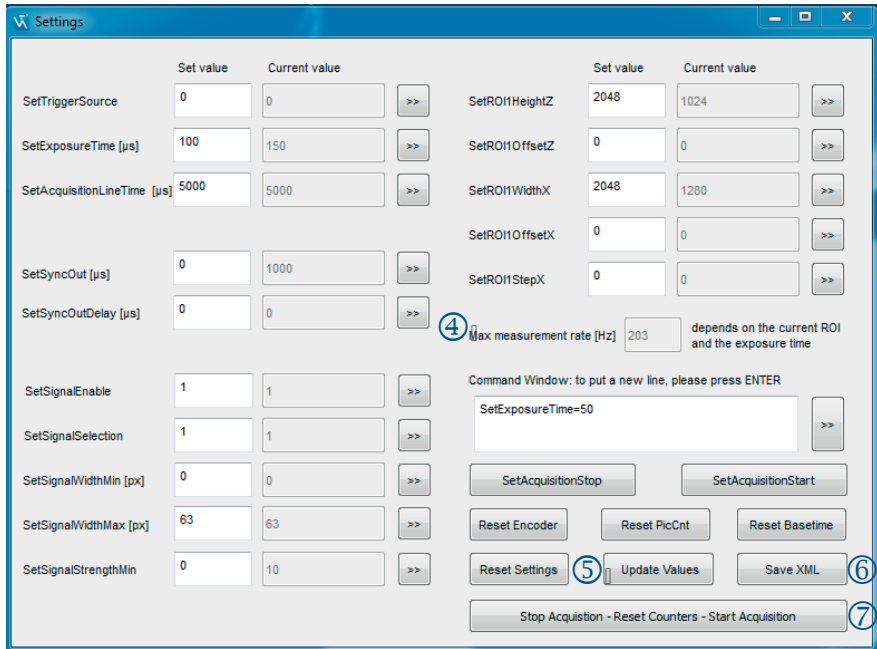 Settings
Set value Current value
SetTriggerSource 0 0 >>
SetExposureTime [µs] 100 150 >>
SetAcquisitionLineTime [µs] 5000 5000 >>
SetSyncOut [µs] 0 1000 >>
SetSyncOutDelay [µs] 0 0 >>
SetSignalEnable 1 1 >>
SetSignalSelection 1 1 >>
SetSignalWidthMin [px] 0 0 >>
SetSignalWidthMax [px] 63 63 >>
SetSignalStrengthMin 0 10 >>
Set value Current value
SetROI1HeightZ 2048 1024 >>
SetROI1OffsetZ 0 0 >>
SetROI1WidthX 2048 1280 >>
SetROI1OffsetX 0 0 >>
SetROI1StepX 0 0 >>
④ Max measurement rate [Hz] 203 depends on the current ROI
and the exposure time
Command Window: to put a new line, please press ENTER
SetExposureTime=50
>>
SetAcquisitionStop SetAcquisitionStart
Reset Encoder Reset PicCnt Reset Basetime
Reset Settings ⑤ Update Values Save XML ⑥
Stop Acquistion - Reset Counters - Start Acquisition ⑦